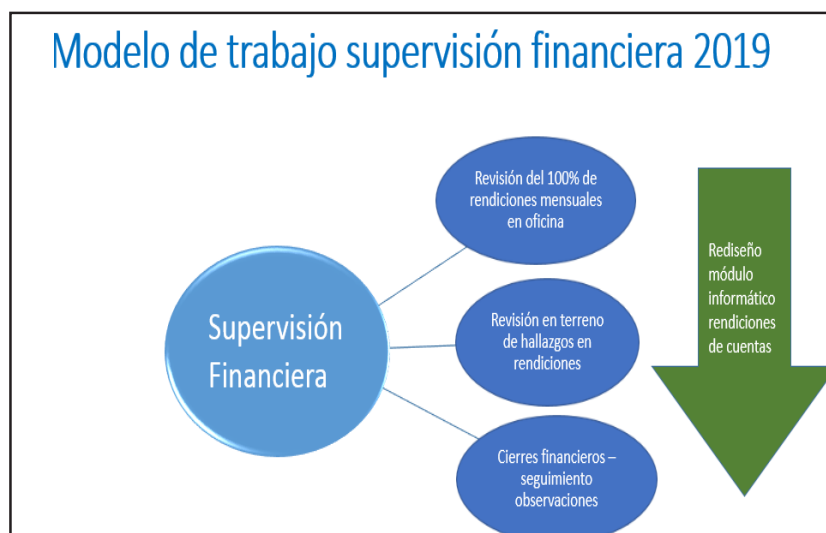 Modelo de trabajo supervisión financiera 2019
Revisión del 100% de
rendiciones mensuales
en oficina
Supervisión
Financiera
Revisión en terreno
de hallazgos en
rendiciones
Cierres financieros –
seguimiento
observaciones
Rediseño
módulo
informático
rendiciones
de cuentas